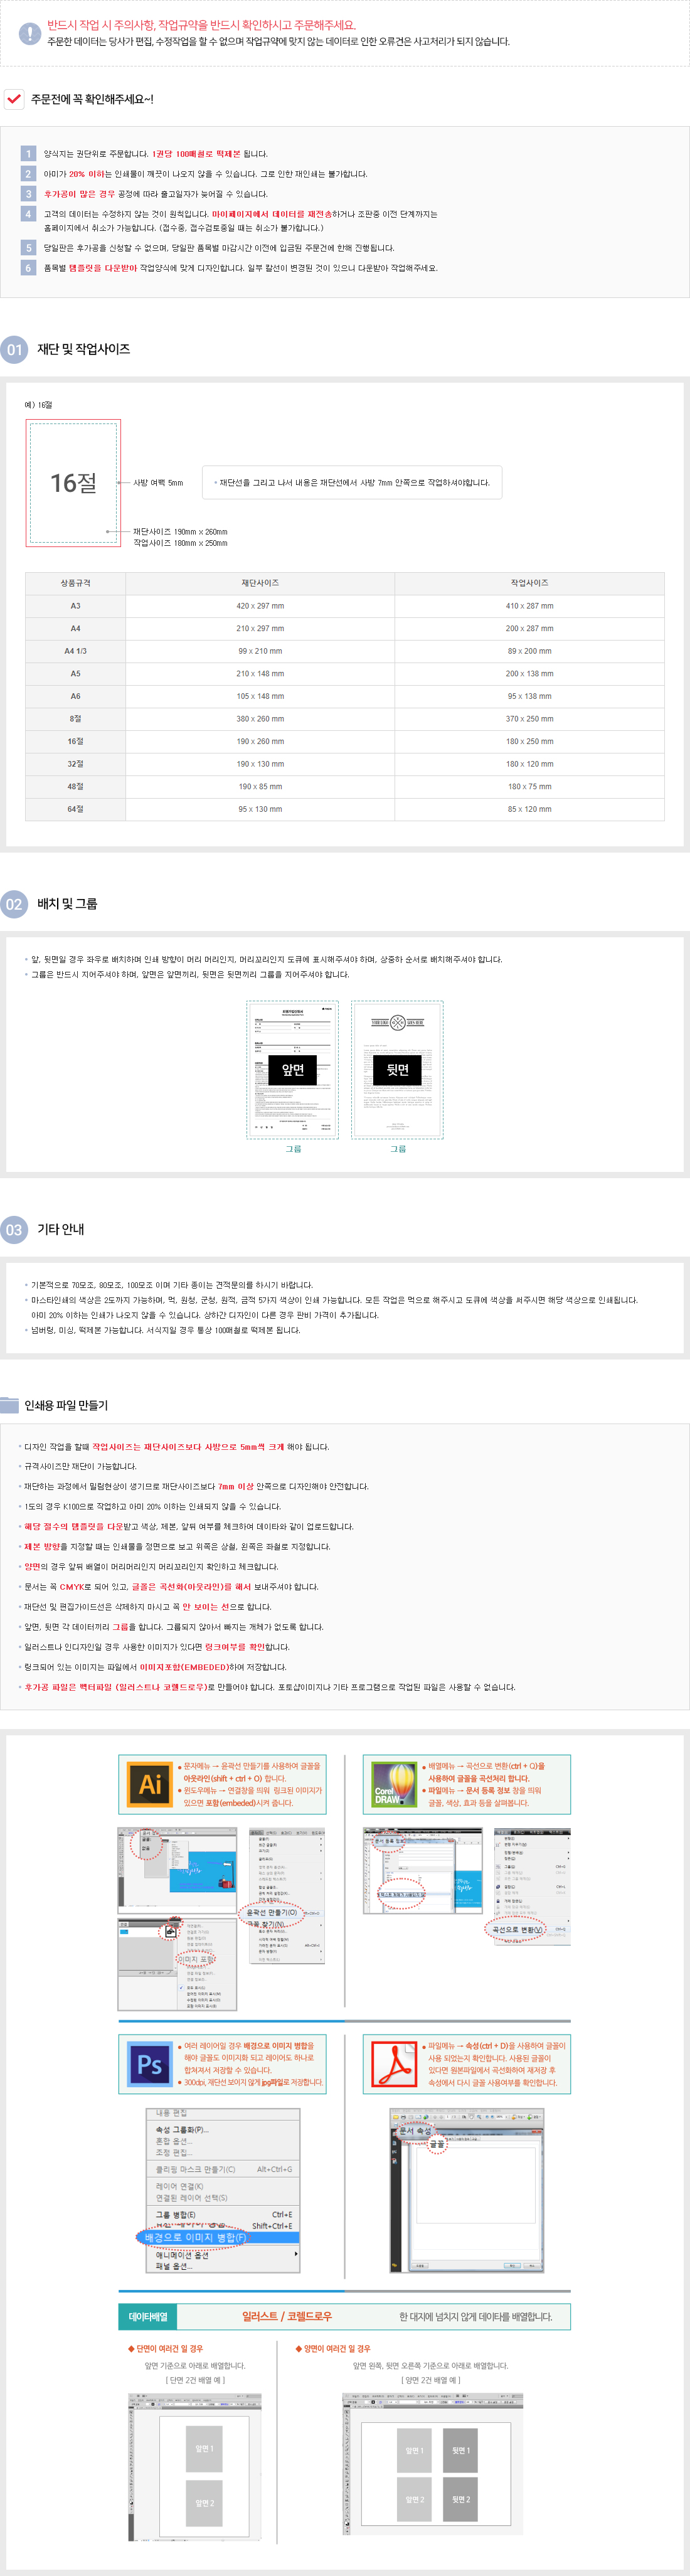 반드시 작업 시 주의사항, 작업규약을 반드시 확인하시고 주문해주세요.
주문한 데이터는 당사가 편집, 수정작업을 할 수 없으며 작업규약에 맞지 않는 데이터로 인한 오류건은 사고처리가 되지 않습니다.
주문전에 꼭 확인해주세요~!
1 양식지는 권단위로 주문합니다. 1권당 100매철로 떡제본 됩니다.
2 아미가 20% 이하는 인쇄물이 깨끗이 나오지 않을 수 있습니다. 그로 인한 재인쇄는 불가합니다.
3 후가공이 많은 경우 공정에 따라 출고일자가 늦어질 수 있습니다.
4 고객의 데이터는 수정하지 않는 것이 원칙입니다. 마이페이지에서 데이터를 재전송하거나 조판중 이전 단계까지는
홈페이지에서 취소가 가능합니다. (접수중, 접수검토중일 때는 취소가 불가합니다.)
5 당일판은 후가공을 신청할 수 없으며, 당일판 품목별 마감시간 이전에 입금된 주문건에 한해 진행됩니다.
6 품목별 템플릿을 다운받아 작업양식에 맞게 디자인합니다. 일부 칼선이 변경된 것이 있으니 다운받아 작업해주세요.
01 재단 및 작업사이즈
예) 16절
16절
사방 여백 5mm
• 재단선을 그리고 나서 내용은 재단선에서 사방 7mm 안쪽으로 작업하셔야합니다.
재단사이즈 190mm x 260mm
작업사이즈 180mm x 250mm
상품규격 재단사이즈 작업사이즈
A3 420 x 297 mm 410 x 287 mm
A4 210 x 297 mm 200 x 287 mm
A4 1/3 99 x 210 mm 89 x 200 mm
A5 210 x 148 mm 200 x 138 mm
A6 105 x 148 mm 95 x 138 mm
8절 380 x 260 mm 370 x 250 mm
16절 190 x 260 mm 180 x 250 mm
32절 190 x 130 mm 180 x 120 mm
48절 190 x 85 mm 180 x 75 mm
64절 95 x 130 mm 85 x 120 mm
02 배치 및 그룹
• 앞, 뒷면일 경우 좌우로 배치하며 인쇄 방향이 머리 머리인지, 머리꼬리인지 도큐에 표시해주셔야 하며, 상중하 순서로 배치해주셔야 합니다.
• 그룹은 반드시 지어주셔야 하며, 앞면은 앞면끼리, 뒷면은 뒷면끼리 그룹을 지어주셔야 합니다.
앞면 뒷면
그룹 그룹
03 기타 안내
• 기본적으로 70모조, 80모조, 100모조 이며 기타 종이는 견적문의를 하시기 바랍니다.
• 마스타인쇄의 색상은 2도까지 가능하며, 먹, 원청, 군청, 원적, 금적 5가지 색상이 인쇄 가능합니다. 모든 작업은 먹으로 해주시고 도큐에 색상을 써주시면 해당 색상으로 인쇄됩니다.
아미 20% 이하는 인쇄가 나오지 않을 수 있습니다. 상하간 디자인이 다른 경우 판비 가격이 추가됩니다.
• 넘버링, 미싱, 떡제본 가능합니다. 서식지일 경우 통상 100매철로 떡제본 됩니다.
인쇄용 파일 만들기
• 디자인 작업을 할때 작업사이즈는 재단사이즈보다 사방으로 5mm씩 크게 해야 됩니다.
• 규격사이즈만 재단이 가능합니다.
• 재단하는 과정에서 밀림현상이 생기므로 재단사이즈보다 7mm 이상 안쪽으로 디자인해야 안전합니다.
• 1도의 경우 K100으로 작업하고 아미 20% 이하는 인쇄되지 않을 수 있습니다.
• 해당 절수의 템플릿을 다운받고 색상, 제본, 앞뒤 여부를 체크하여 데이타와 같이 업로드합니다.
• 제본 방향을 지정할 때는 인쇄물을 정면으로 보고 위쪽은 상철, 왼쪽은 좌철로 지정합니다.
• 양면의 경우 앞뒤 배열이 머리머리인지 머리꼬리인지 확인하고 체크합니다.
• 문서는 꼭 CMYK로 되어 있고, 글꼴은 곡선화(아웃라인)를 해서 보내주셔야 합니다.
• 재단선 및 편집가이드선은 삭제하지 마시고 꼭 안 보이는 선으로 합니다.
• 앞면, 뒷면 각 데이터끼리 그룹을 합니다. 그룹되지 않아서 빠지는 개체가 없도록 합니다.
• 일러스트나 인디자인일 경우 사용한 이미지가 있다면 링크여부를 확인합니다.
• 링크되어 있는 이미지는 파일에서 이미지포함(EMBEDED)하여 저장합니다.
• 후가공 파일은 벡터파일 (일러스트나 코렐드로우)로 만들어야 합니다. 포토샵이미지나 기타 프로그램으로 작업된 파일은 사용할 수 없습니다.
Ai
• 문자메뉴 → 윤곽선 만들기를 사용하여 글꼴을
아웃라인(shift + ctrl + O) 합니다.
• 윈도우메뉴 → 연결창을 띄워 링크된 이미지가
있으면 포함(embeded)시켜 줍니다.
Corel
DRAW
• 배열메뉴 → 곡선으로 변환(ctrl + Q)을
사용하여 글꼴을 곡선처리 합니다.
• 파일메뉴 → 문서 등록 정보 창을 띄워
글꼴, 색상, 효과 등을 살펴봅니다.
윤곽선 만들기(O)
이미지 포함
문서 등록 정보
곡선으로 변환(V)
Ps
• 여러 레이어일 경우 배경으로 이미지 병합을
해야 글꼴도 이미지화 되고 레이어도 하나로
합쳐져서 저장할 수 있습니다.
• 300dpi, 재단선 보이지 않게 jpg파일로 저장합니다.
• 파일메뉴 → 속성(ctrl + D)을 사용하여 글꼴이
사용 되었는지 확인합니다. 사용된 글꼴이
있다면 원본파일에서 곡선화하여 재저장 후
속성에서 다시 글꼴 사용여부를 확인합니다.
내용 편집
속성 그룹화(P)...
혼합 옵션...
조정 편집...
클리핑 마스크 만들기(C) Alt+Ctrl+G
레이어 연결(K)
연결된 레이어 선택(S)
그룹 병합(E) Ctrl+E
Shift+Ctrl+E
배경으로 이미지 병합(F)
애니메이션 옵션
패널 옵션...
문서 속성
글꼴
데이타배열 일러스트 / 코렐드로우 한 대지에 넘치지 않게 데이타를 배열합니다.
◆ 단면이 여러건 일 경우
앞면 기준으로 아래로 배열합니다.
[ 단면 2건 배열 예 ]
앞면 1
앞면 2
◆ 양면이 여러건 일 경우
앞면 왼쪽, 뒷면 오른쪽 기준으로 아래로 배열합니다.
[ 양면 2건 배열 예 ]
앞면 1 뒷면 1
앞면 2 뒷면 2